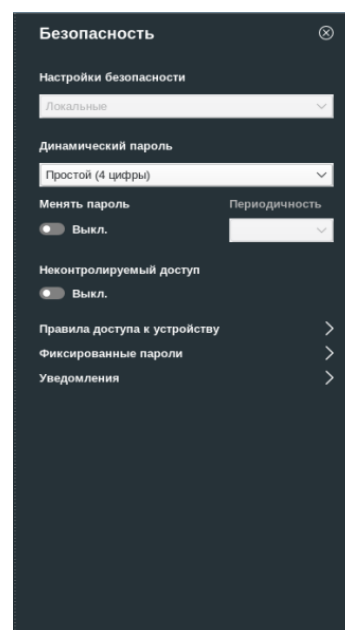 Безопасность
Настройки безопасности
Локальные
Динамический пароль
Простой (4 цифры)
Менять пароль Периодичность
Выкл.
Неконтролируемый доступ
Выкл.
Правила доступа к устройству
Фиксированные пароли
Уведомления